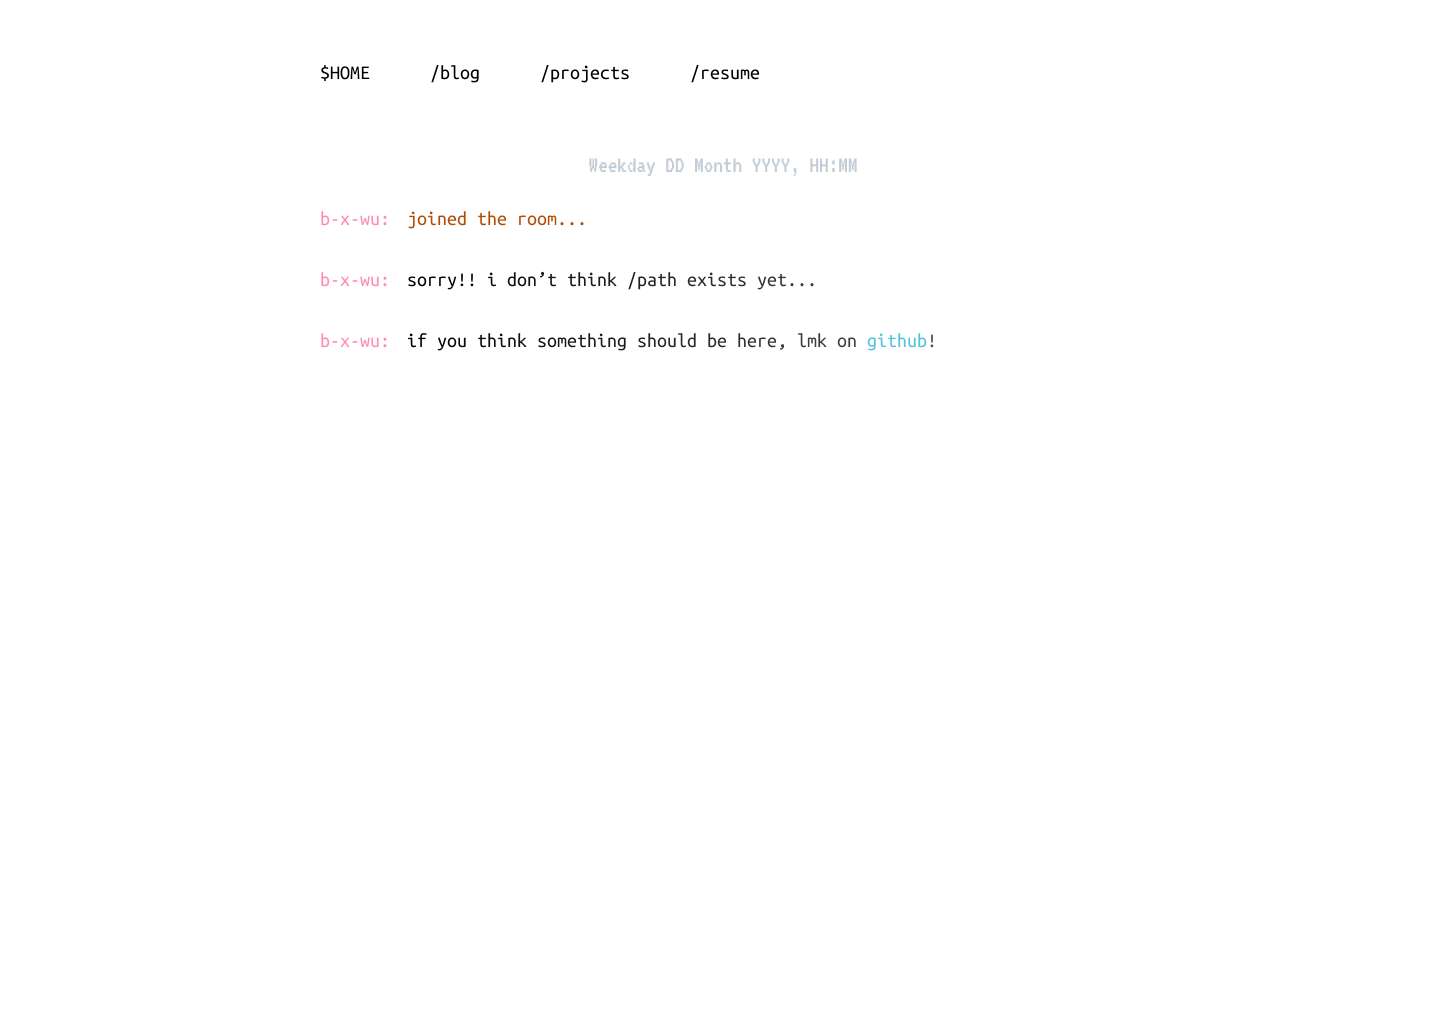 $HOME /blog /projects /resume
Weekday DD Month YYYY, HH:MM
b-x-wu: joined the room...
b-x-wu: sorry!! i don’t think /path exists yet...
b-x-wu: if you think something should be here, lmk on github!